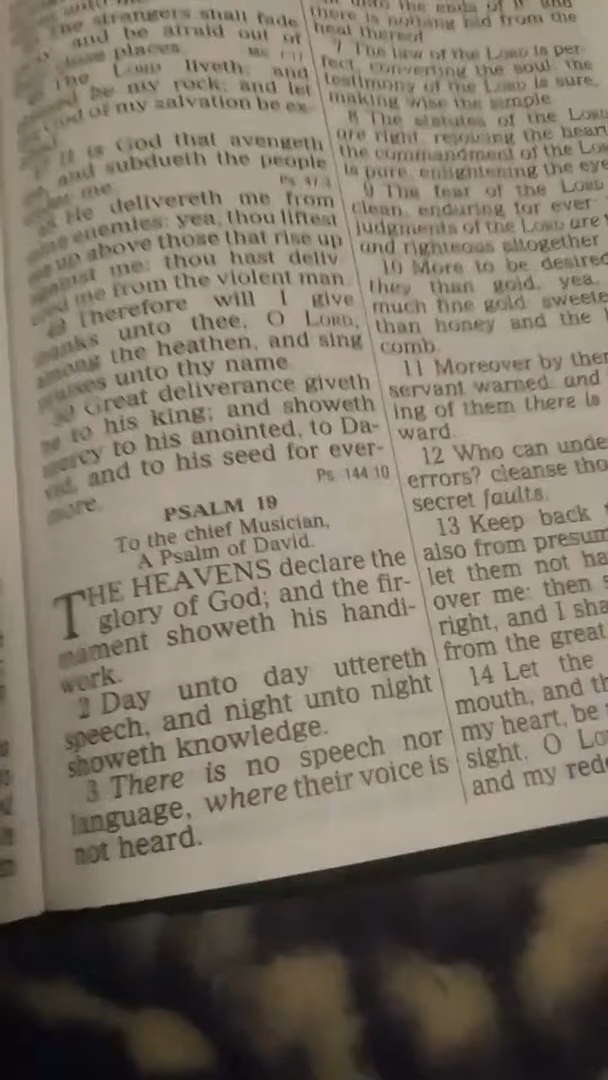 strangers shall fade
and be afraid out of
close places.
The LORD liveth; and
be my rock; and let
God of my salvation be ex-
It is God that avengeth
and subdueth the people
me.
He delivereth me from
enemies: yea, thou liftest
up above those that rise up
against me: thou hast deliv
me from the violent man.
Therefore will I give
thanks unto thee, O LORD,
among the heathen, and sing
praises unto thy name
50 Great deliverance giveth
he to his king; and showeth
mercy to his anointed, to Da-
vid, and to his seed for ever-
more. Ps. 144:10
PSALM 19
To the chief Musician,
A Psalm of David.
THE HEAVENS declare the
glory of God; and the fir-
mament showeth his handi-
work.
2 Day unto day uttereth
speech, and night unto night
showeth knowledge.
3 There is no speech nor
language, where their voice is
not heard.
the ends of it and
there is nothing hid from the
heat thereof
7 The law of the LORD is per-
fect, converting the soul: the
testimony of the LORD is sure,
making wise the simple
8 The statutes of the LORD
are right, rejoicing the heart
the commandment of the
is pure, enlightening the eye
9 The fear of the LORD
clean, enduring for ever:
judgments of the LORD are
and righteous altogether
10 More to be desired
they than gold, yea,
much fine gold: sweete
than honey and the
comb.
11 Moreover by ther
servant warned: and
ing of them there is
ward.
12 Who can unde
errors? cleanse tho
secret faults.
13 Keep back
also from presum
let them not ha
over me: then
right, and I sha
from the great
14 Let the
mouth, and th
my heart, be
sight, O Lo
and my rede